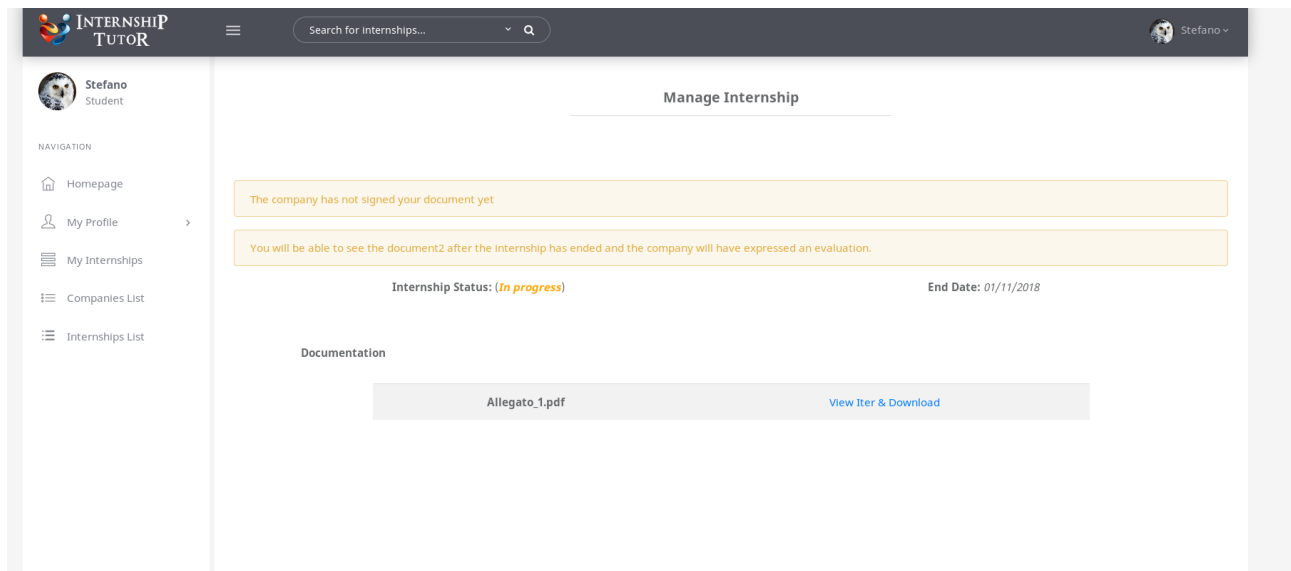 INTERNSHIP
TUTOR
Search for internships...
Stefano
Stefano
Student
Manage Internship
NAVIGATION
Homepage
The company has not signed your document yet
My Profile
You will be able to see the document2 after the internship has ended and the company will have expressed an evaluation.
My Internships
Internship Status: (In progress)
End Date: 01/11/2018
Companies List
Internships List
Documentation
Allegato_1.pdf
View Iter & Download